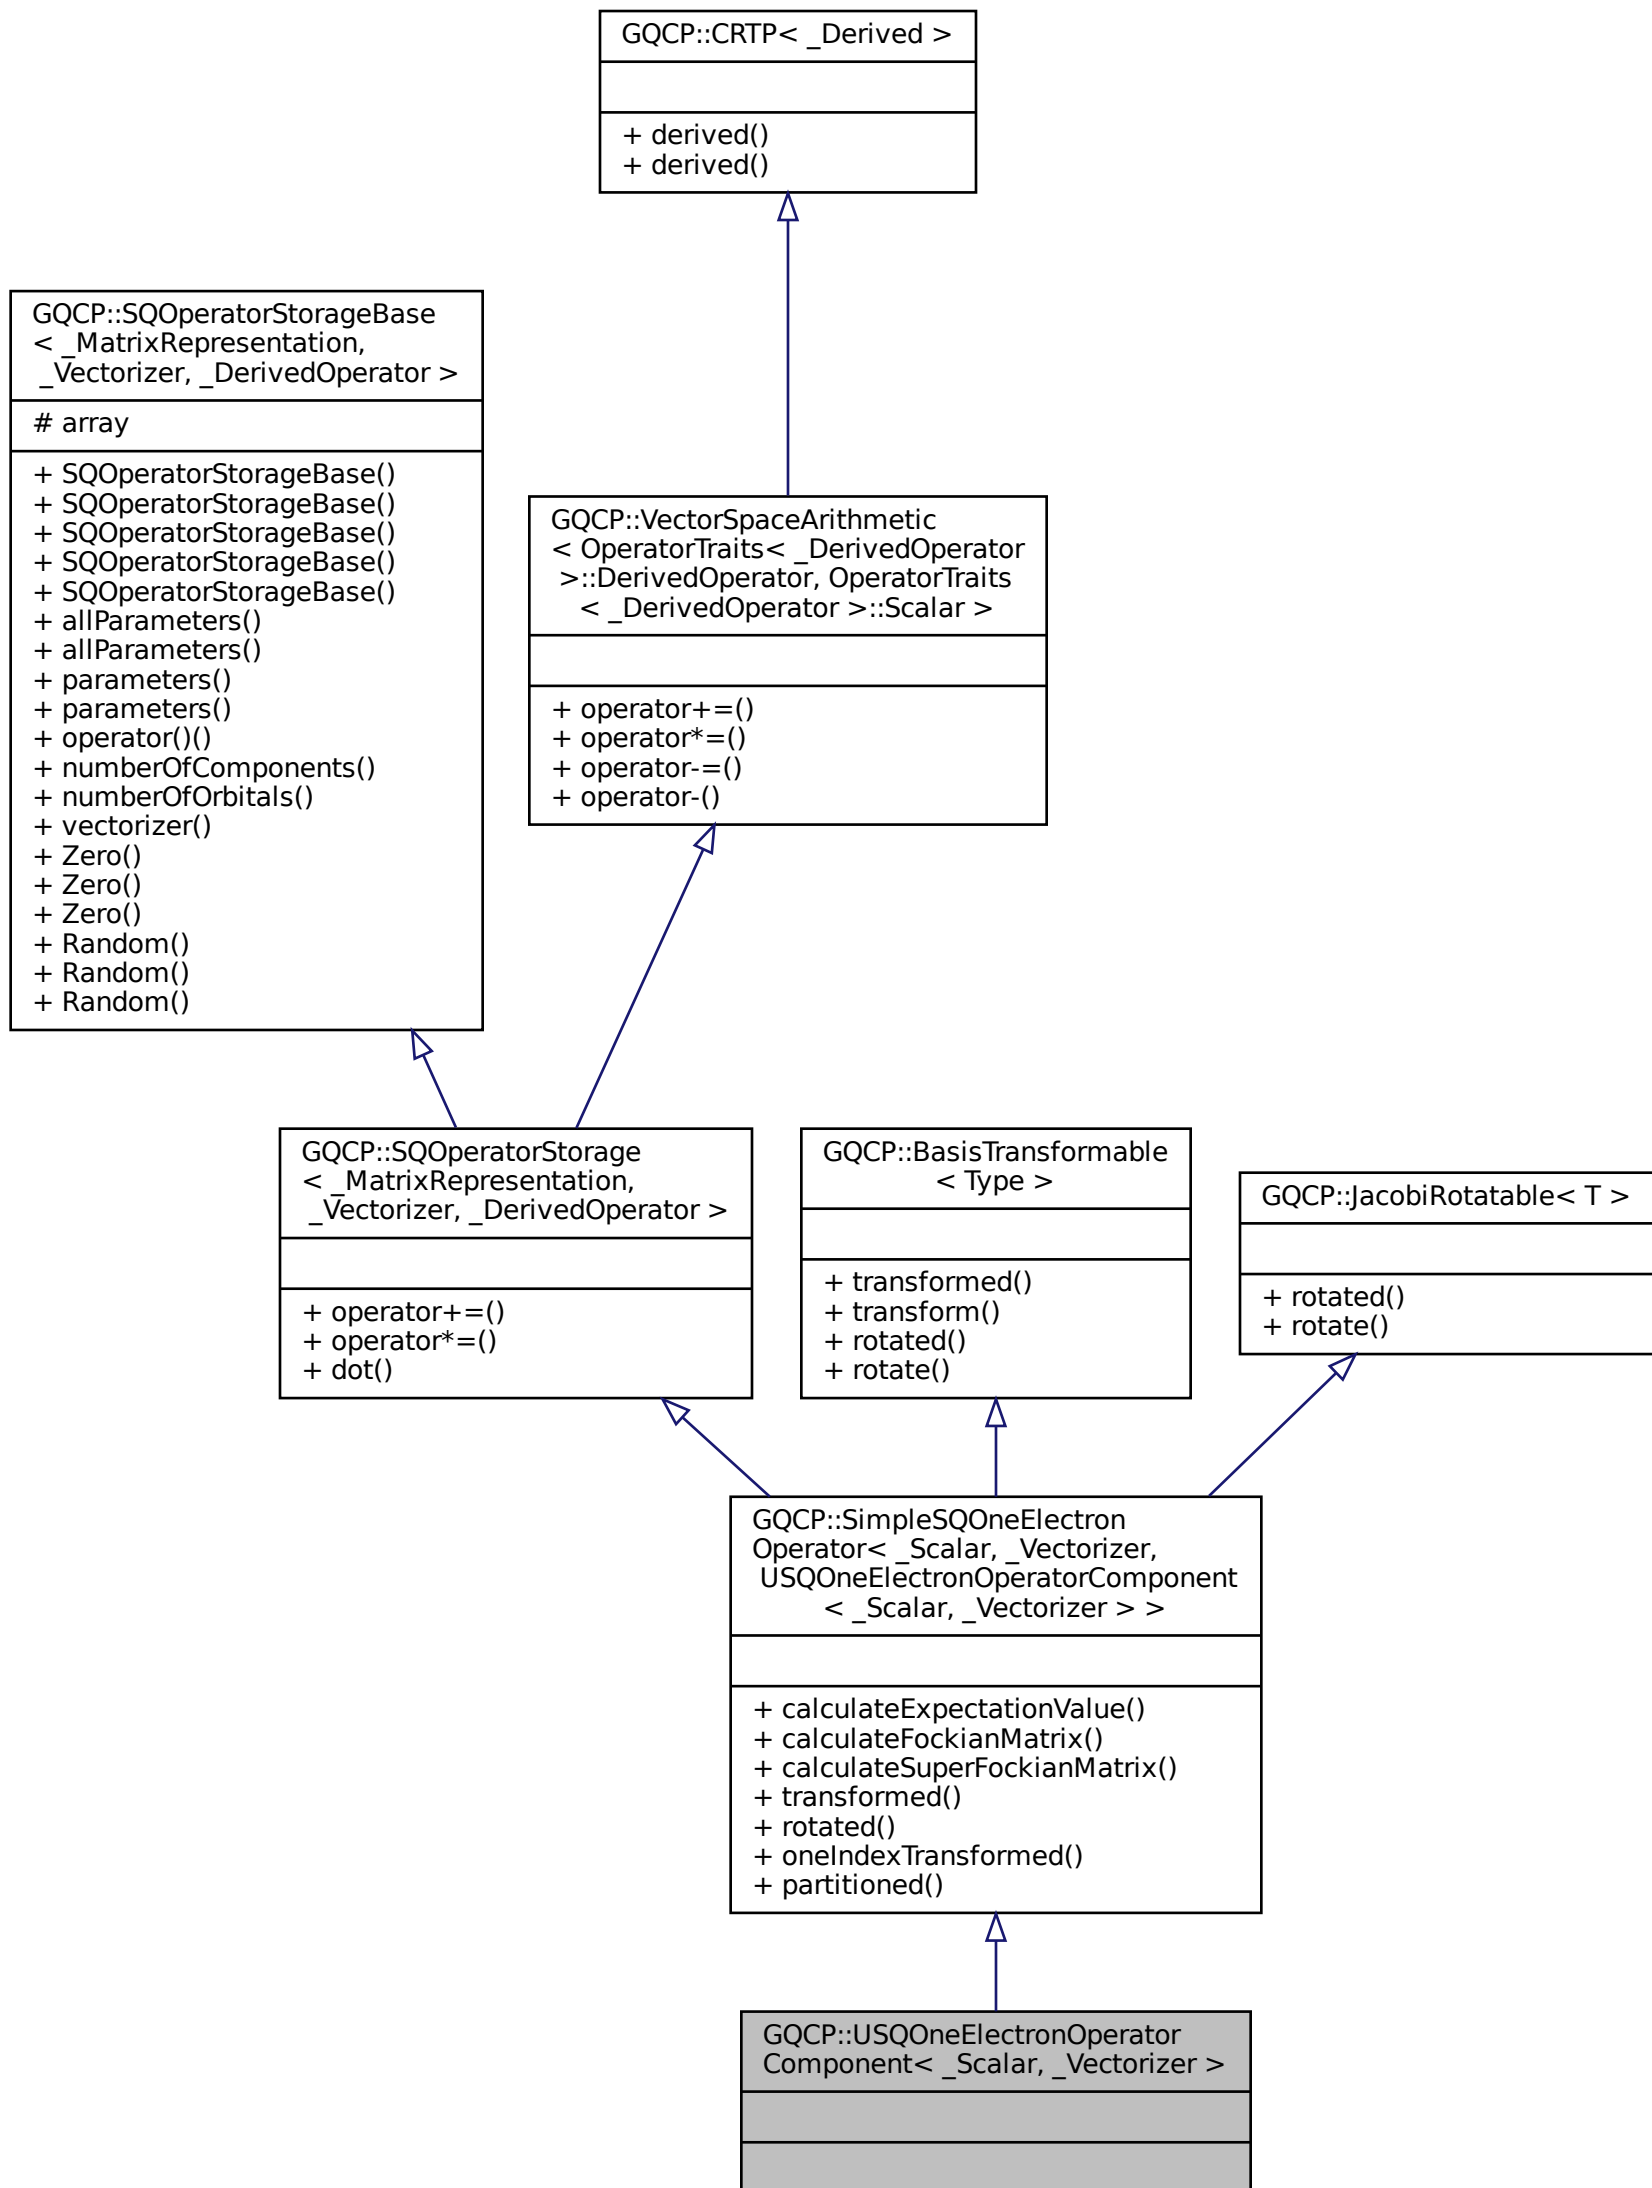 GQCP::CRTP< _Derived >
+ derived()
+ derived()
GQCP::SQOperatorStorageBase
< _MatrixRepresentation,
_Vectorizer, _DerivedOperator >
# array
+ SQOperatorStorageBase()
+ SQOperatorStorageBase()
+ SQOperatorStorageBase()
+ SQOperatorStorageBase()
+ SQOperatorStorageBase()
+ allParameters()
+ allParameters()
+ parameters()
+ parameters()
+ operator()()
+ numberOfComponents()
+ numberOfOrbitals()
+ vectorizer()
+ Zero()
+ Zero()
+ Zero()
+ Random()
+ Random()
+ Random()
GQCP::VectorSpaceArithmetic
< OperatorTraits< _DerivedOperator
>::DerivedOperator, OperatorTraits
< _DerivedOperator >::Scalar >
+ operator+=()
+ operator*=()
+ operator-=()
+ operator-()
GQCP::SQOperatorStorage
< _MatrixRepresentation,
_Vectorizer, _DerivedOperator >
+ operator+=()
+ operator*=()
+ dot()
GQCP::BasisTransformable
< Type >
+ transformed()
+ transform()
+ rotated()
+ rotate()
GQCP::JacobiRotatable< T >
+ rotated()
+ rotate()
GQCP::SimpleSQOneElectron
Operator< _Scalar, _Vectorizer,
USQOneElectronOperatorComponent
< _Scalar, _Vectorizer > >
+ calculateExpectationValue()
+ calculateFockianMatrix()
+ calculateSuperFockianMatrix()
+ transformed()
+ rotated()
+ oneIndexTransformed()
+ partitioned()
GQCP::USQOneElectronOperator
Component< _Scalar, _Vectorizer >